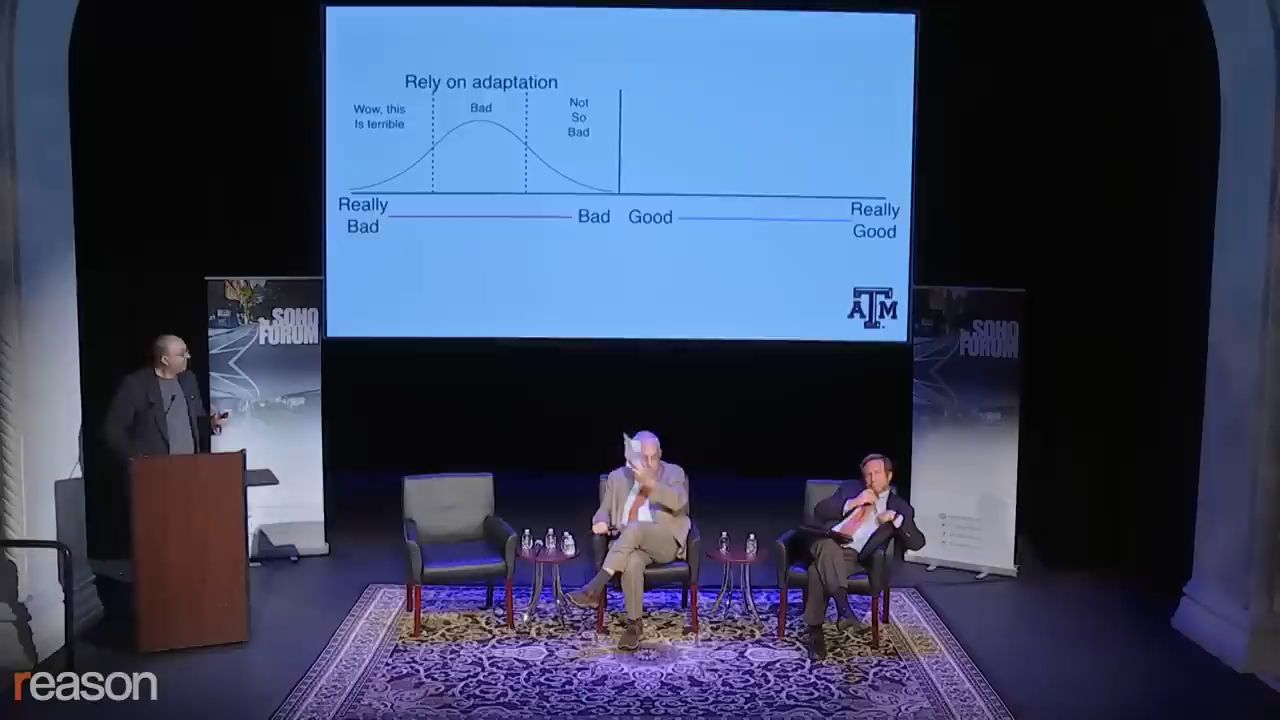 Rely on adaptation
Wow, this
Is terrible
Bad
Not
So
Bad
Really
Bad
Bad
Good
Really
Good
ATM
SOHO
FORUM
SOHO
FORUM
reason